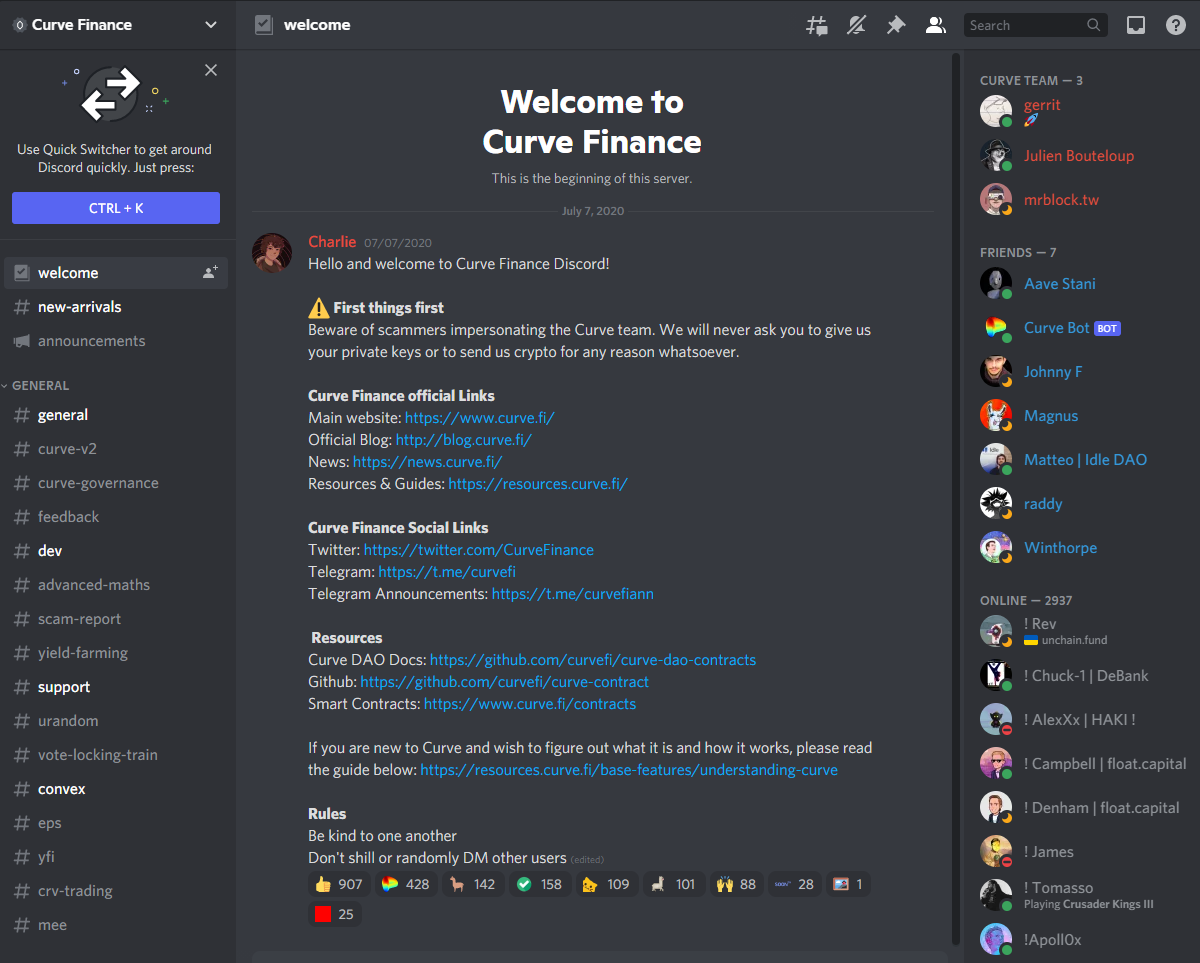 Curve Finance
welcome
Search
Use Quick Switcher to get around
Discord quickly. Just press:
CTRL + K
welcome
new-arrivals
announcements
GENERAL
general
curve-v2
curve-governance
feedback
dev
advanced-maths
scam-report
yield-farming
support
urandom
vote-locking-train
convex
eps
yfi
crv-trading
mee
Welcome to
Curve Finance
This is the beginning of this server.
July 7, 2020
Charlie 07/07/2020
Hello and welcome to Curve Finance Discord!
First things first
Beware of scammers impersonating the Curve team. We will never ask you to give us
your private keys or to send us crypto for any reason whatsoever.
Curve Finance official Links
Main website: https://www.curve.fi/
Official Blog: http://blog.curve.fi/
News: https://news.curve.fi/
Resources & Guides: https://resources.curve.fi/
Curve Finance Social Links
Twitter: https://twitter.com/CurveFinance
Telegram: https://t.me/curvefi
Telegram Announcements: https://t.me/curvefiann
Resources
Curve DAO Docs: https://github.com/curvefi/curve-dao-contracts
Github: https://github.com/curvefi/curve-contract
Smart Contracts: https://www.curve.fi/contracts
If you are new to Curve and wish to figure out what it is and how it works, please read
the guide below: https://resources.curve.fi/base-features/understanding-curve
Rules
Be kind to one another
Don't shill or randomly DM other users (edited)
907 428 142 158 109 101 88 SOON 28 1
25
CURVE TEAM — 3
gerrit
Julien Bouteloup
mrblock.tw
FRIENDS — 7
Aave Stani
Curve Bot BOT
Johnny F
Magnus
Matteo | Idle DAO
raddy
Winthorpe
ONLINE — 2937
! Rev
unchain.fund
! Chuck-1 | DeBank
! AlexXx | HAKI !
! Campbell | float.capital
! Denham | float.capital
! James
! Tomasso
Playing Crusader Kings III
!Apoll0x